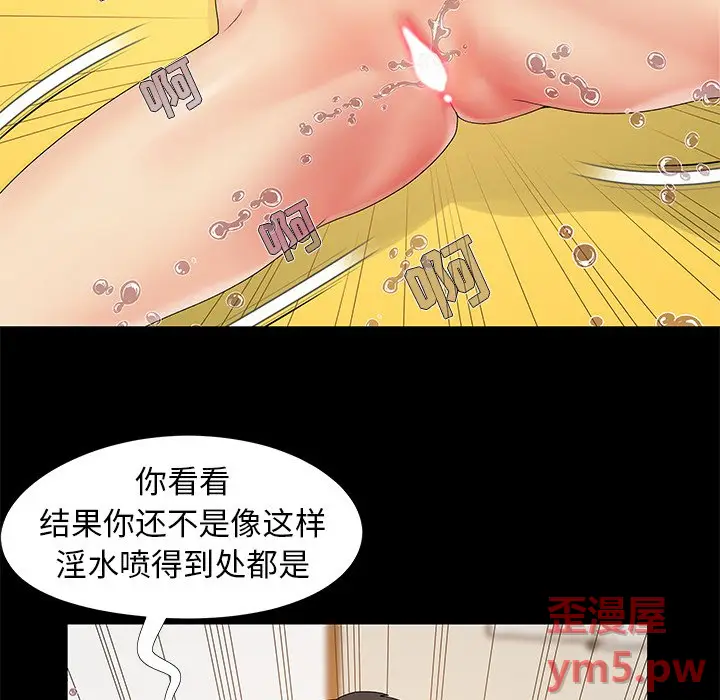 啊
啊
啊
你看看
结果你还不是像这样
淫水喷得到处都是
歪漫屋
ym5.pw